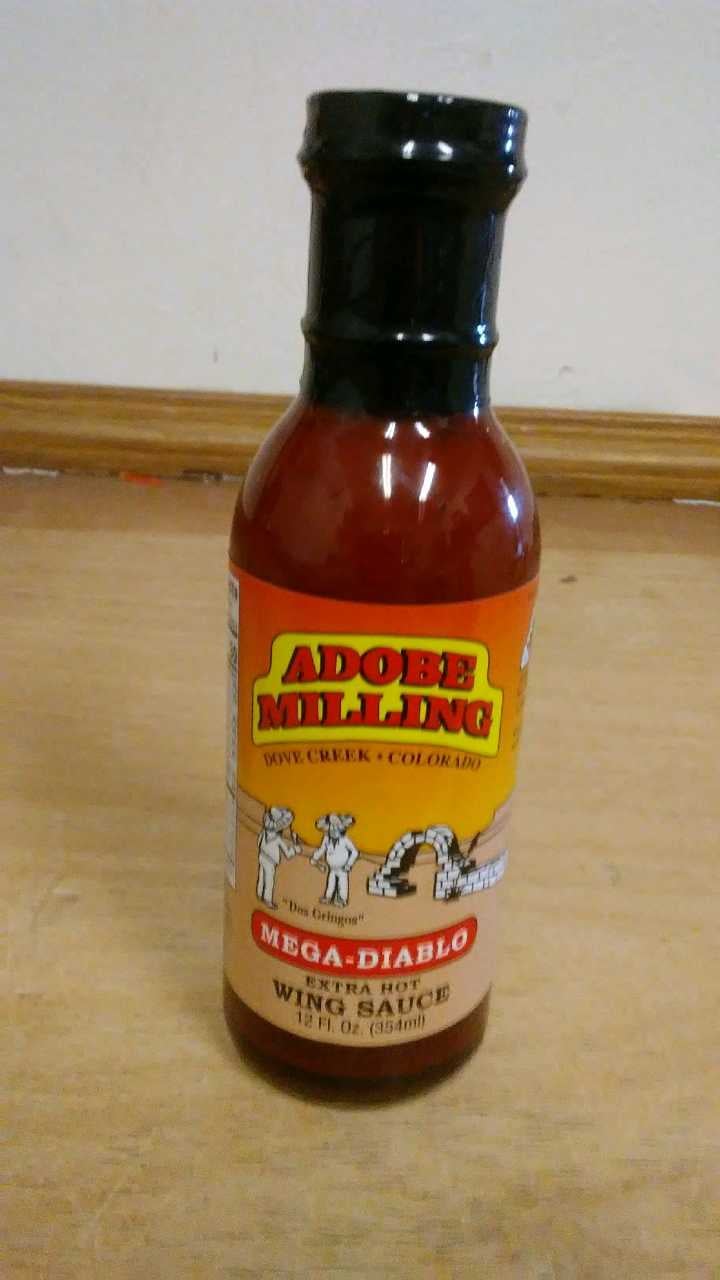 ADOBE
MILLING
DOVE CREEK • COLORADO
"Dos Gringos"
MEGA-DIABLO
EXTRA HOT
WING SAUCE
12 Fl. Oz. (354ml)